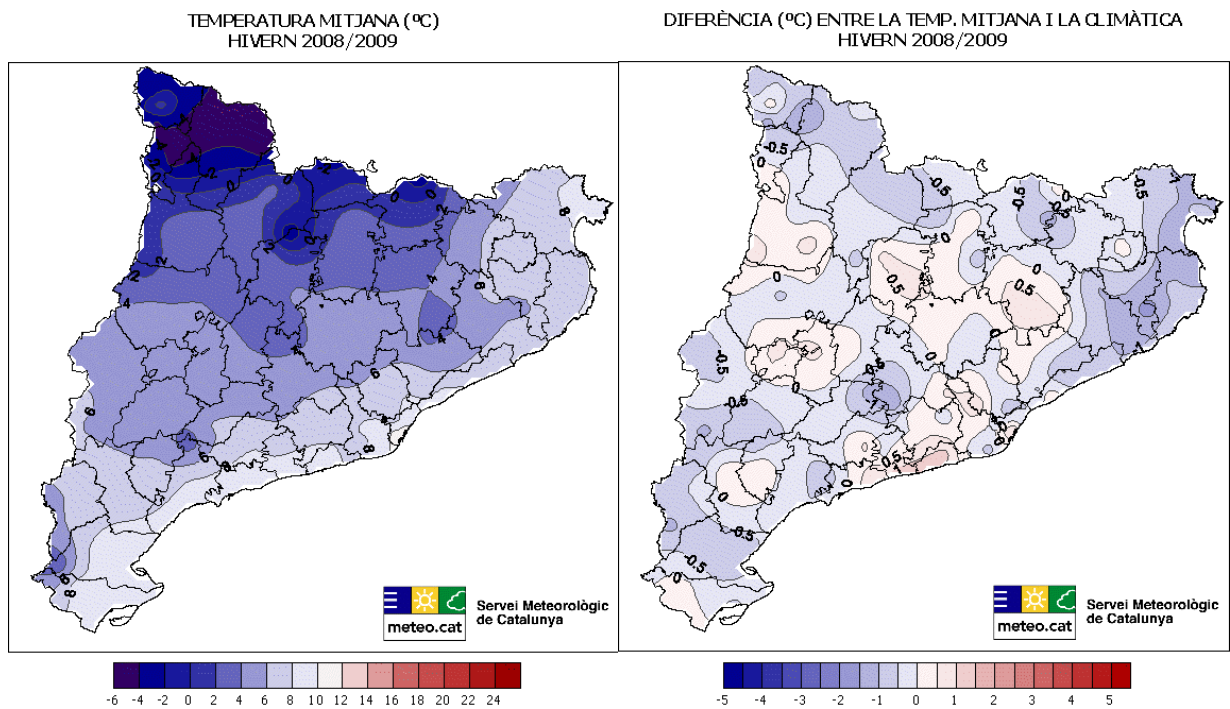 TEMPERATURA MITJANA (ºC)
HIVERN 2008/2009
DIFERÈNCIA (ºC) ENTRE LA TEMP. MITJANA I LA CLIMÀTICA
HIVERN 2008/2009
meteo.cat
Servei Meteorològic
de Catalunya
-6 -4 -2 0 2 4 6 8 10 12 14 16 18 20 22 24
meteo.cat
Servei Meteorològic
de Catalunya
-5 -4 -3 -2 -1 0 1 2 3 4 5